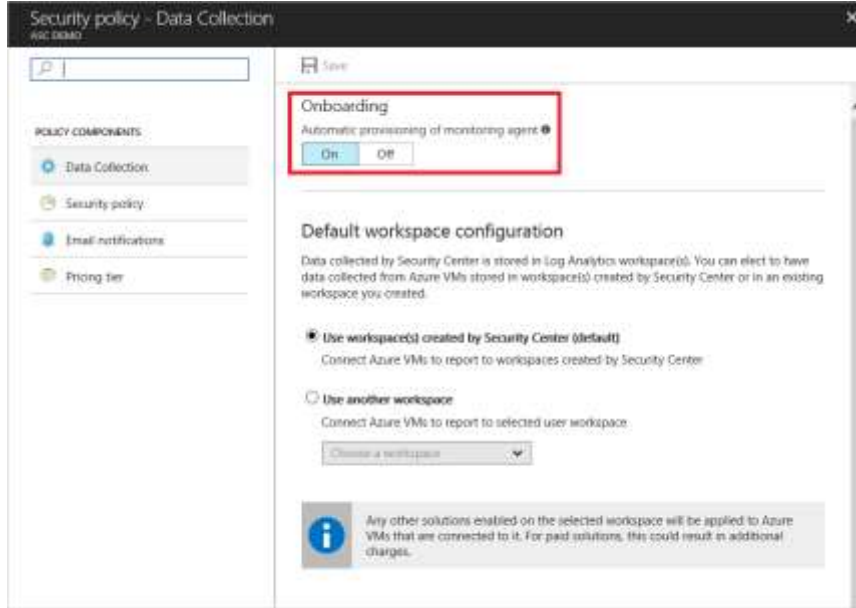 Security policy - Data Collection
ASC DEMO
Save
POLICY COMPONENTS
Data Collection
Security policy
Email notifications
Pricing tier
Onboarding
Automatic provisioning of monitoring agent
On Off
Default workspace configuration
Data collected by Security Center is stored in Log Analytics workspace(s). You can elect to have
data collected from Azure VMs stored in workspace(s) created by Security Center or in an existing
workspace you created.
Use workspace(s) created by Security Center (default)
Connect Azure VMs to report to workspaces created by Security Center
Use another workspace
Connect Azure VMs to report to selected user workspace
Choose a workspace
Any other solutions enabled on the selected workspace will be applied to Azure
VMs that are connected to it. For paid solutions, this could result in additional
charges.